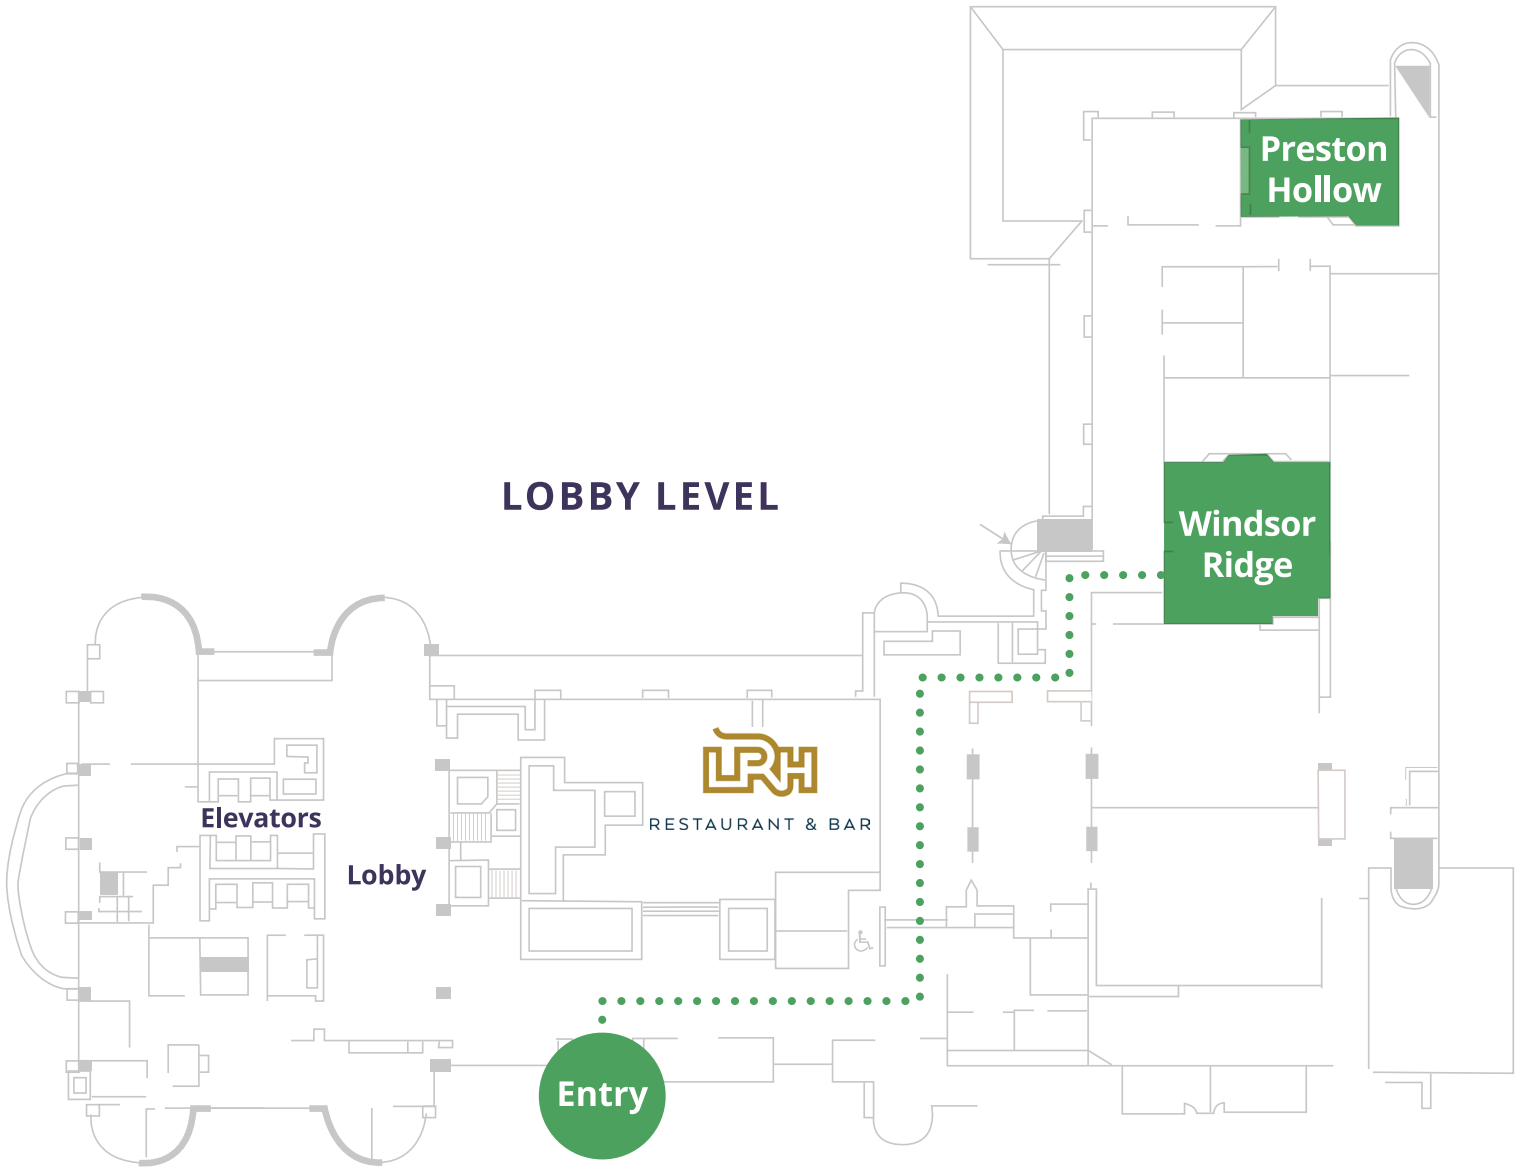 Preston
Hollow
LOBBY LEVEL
Windsor
Ridge
LRH
RESTAURANT & BAR
Elevators
Lobby
Entry